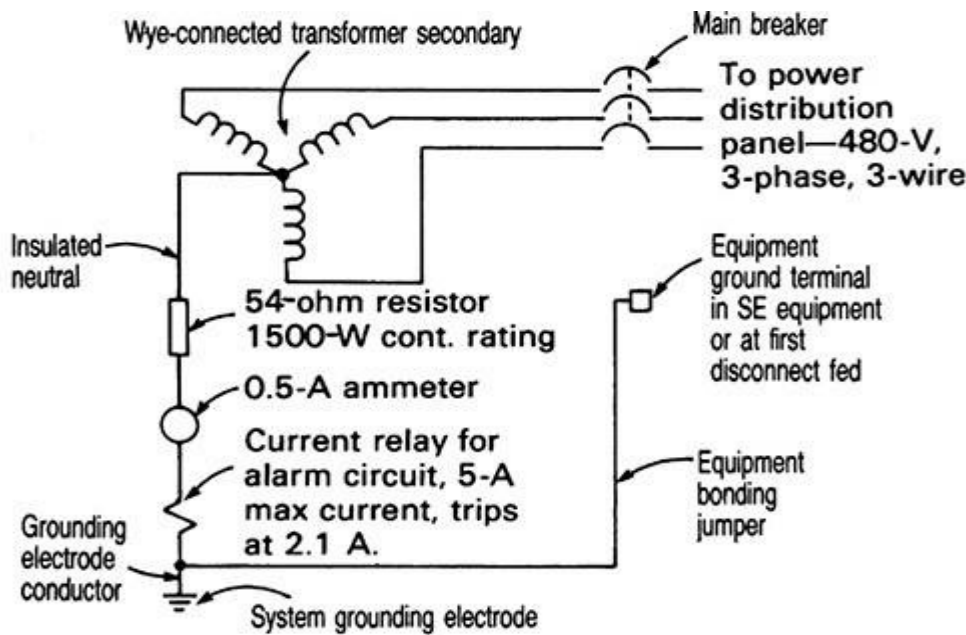 Wye-connected transformer secondary
Main breaker
To power
distribution
panel—480-V,
3-phase, 3-wire
Insulated
neutral
54-ohm resistor
1500-W cont. rating
0.5-A ammeter
Current relay for
alarm circuit, 5-A
max current, trips
at 2.1 A.
Equipment
ground terminal
in SE equipment
or at first
disconnect fed
Equipment
bonding
jumper
Grounding
electrode
conductor
System grounding electrode